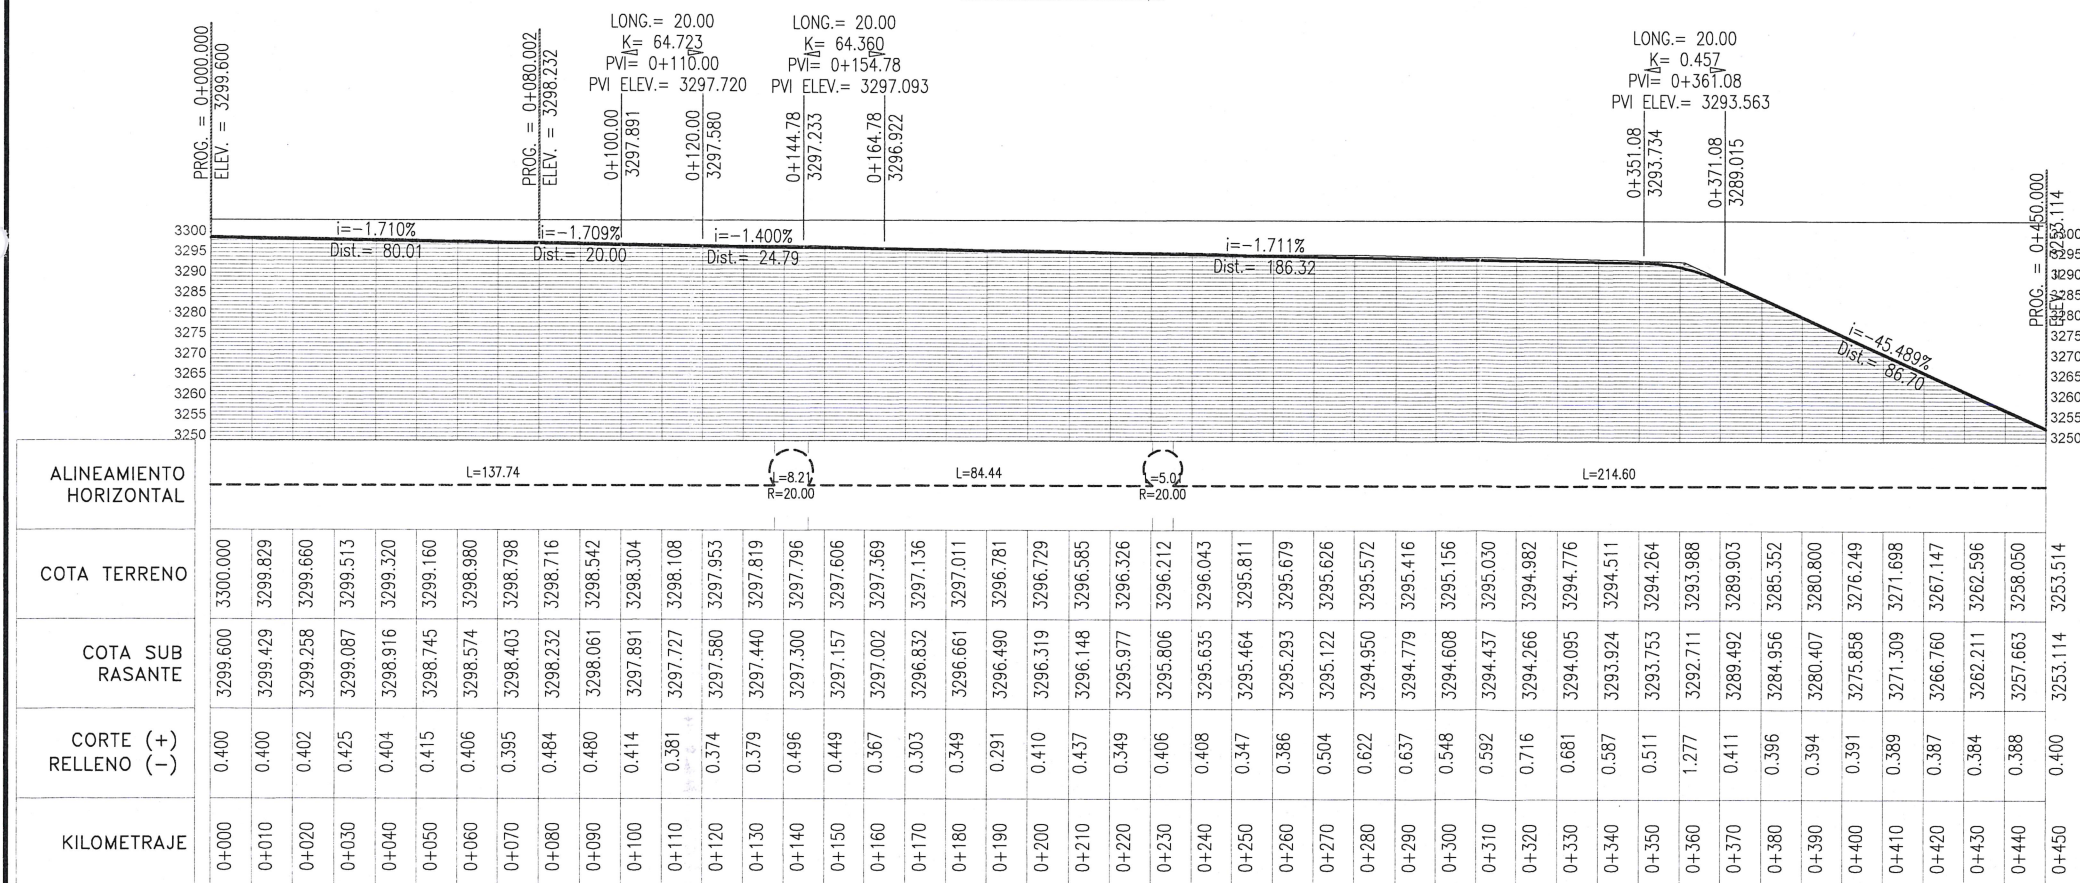 PROG. = 0+000.000
ELEV. = 3299.600
PROG. = 0+080.002
ELEV. = 3298.232
LONG.= 20.00
K= 64.723
PVI= 0+110.00
PVI ELEV.= 3297.720
0+100.00
3297.891
0+120.00
3297.580
LONG.= 20.00
K= 64.360
PVI= 0+154.78
PVI ELEV.= 3297.093
0+144.78
3297.233
0+164.78
3296.922
LONG.= 20.00
K= 0.457
PVI= 0+361.08
PVI ELEV.= 3293.563
0+351.08
3293.734
0+371.08
3289.015
PROG. = 0+450.000
ELEV. = 3253.114
i=-1.710%
Dist.= 80.01
i=-1.709%
Dist.= 20.00
i=-1.400%
Dist.= 24.79
i=-1.711%
Dist.= 186.32
i=-45.489%
Dist.= 86.70
3300
3295
3290
3285
3280
3275
3270
3265
3260
3255
3250
3300
3295
3290
3285
3280
3275
3270
3265
3260
3255
3250
ALINEAMIENTO
HORIZONTAL
L=137.74
L=8.21
R=20.00
L=84.44
L=5.01
R=20.00
L=214.60
COTA TERRENO
3300.000 3299.829 3299.660 3299.513 3299.320 3299.160 3298.980 3298.798 3298.716 3298.542 3298.304 3298.108 3297.953 3297.819 3297.796 3297.606 3297.369 3297.136 3297.011 3296.781 3296.729 3296.585 3296.326 3296.212 3296.043 3295.811 3295.679 3295.626 3295.572 3295.416 3295.156 3295.030 3294.982 3294.776 3294.511 3294.264 3293.988 3289.903 3285.352 3280.800 3276.249 3271.698 3267.147 3262.596 3258.050 3253.514
COTA SUB
RASANTE
3299.600 3299.429 3299.258 3299.087 3298.916 3298.745 3298.574 3298.403 3298.232 3298.061 3297.891 3297.727 3297.580 3297.440 3297.300 3297.157 3297.002 3296.832 3296.661 3296.490 3296.319 3296.148 3295.977 3295.806 3295.635 3295.464 3295.293 3295.122 3294.950 3294.779 3294.608 3294.437 3294.266 3294.095 3293.924 3293.753 3292.711 3289.492 3284.956 3280.407 3275.858 3271.309 3266.760 3262.211 3257.663 3253.114
CORTE (+)
RELLENO (-)
0.400 0.400 0.402 0.425 0.404 0.415 0.406 0.395 0.484 0.480 0.414 0.381 0.374 0.379 0.496 0.449 0.367 0.303 0.349 0.291 0.410 0.437 0.349 0.406 0.408 0.347 0.386 0.504 0.622 0.637 0.548 0.592 0.716 0.681 0.587 0.511 1.277 0.411 0.396 0.394 0.391 0.389 0.387 0.384 0.388 0.400
KILOMETRAJE
0+000 0+010 0+020 0+030 0+040 0+050 0+060 0+070 0+080 0+090 0+100 0+110 0+120 0+130 0+140 0+150 0+160 0+170 0+180 0+190 0+200 0+210 0+220 0+230 0+240 0+250 0+260 0+270 0+280 0+290 0+300 0+310 0+320 0+330 0+340 0+350 0+360 0+370 0+380 0+390 0+400 0+410 0+420 0+430 0+440 0+450